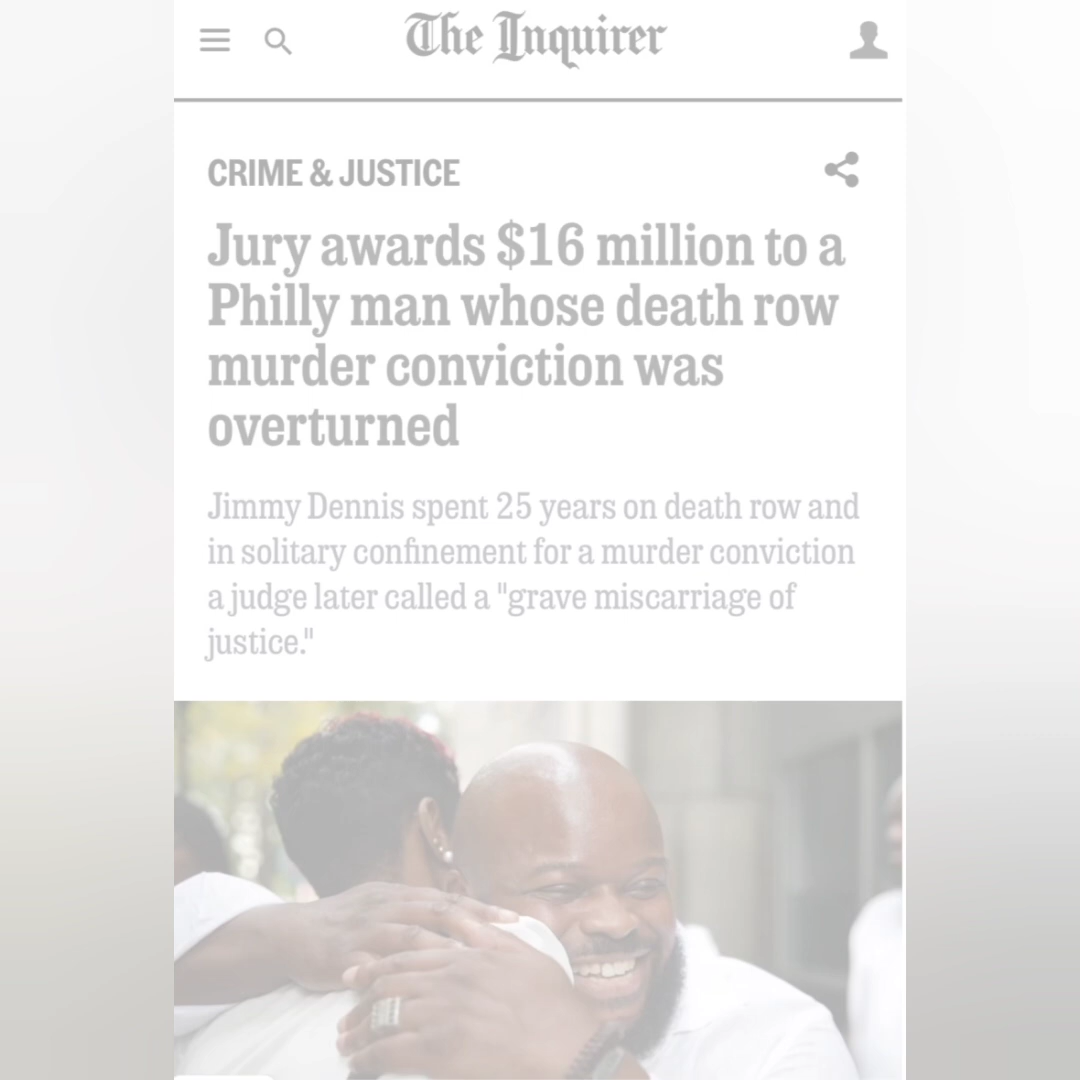 The Inquirer
CRIME & JUSTICE
Jury awards $16 million to a
Philly man whose death row
murder conviction was
overturned
Jimmy Dennis spent 25 years on death row and
in solitary confinement for a murder conviction
a judge later called a "grave miscarriage of
justice."